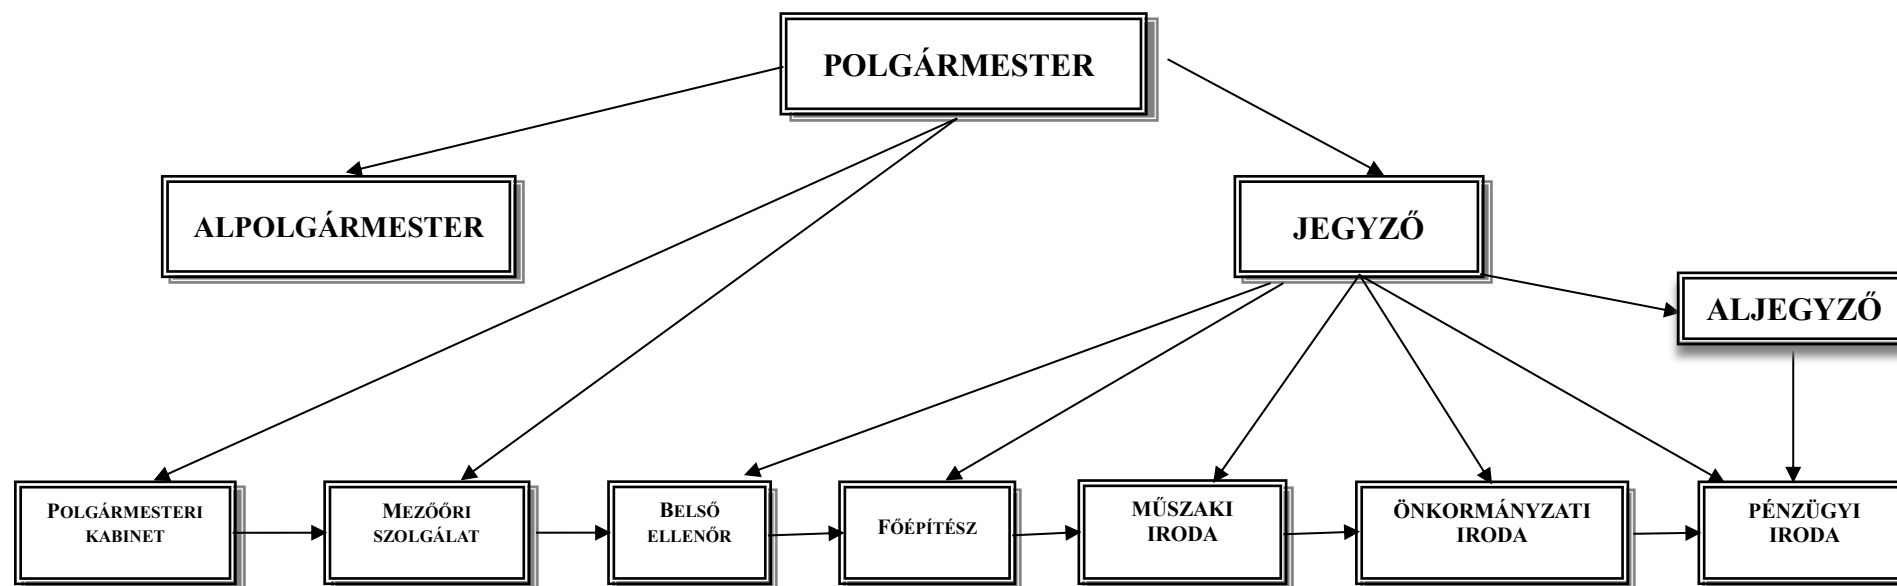 POLGÁRMESTER
ALPOLGÁRMESTER
JEGYZŐ
ALJEGYZŐ
POLGÁRMESTERI
KABINET
MEZŐŐRI
SZOLGÁLAT
BELSŐ
ELLENŐR
FŐÉPÍTÉSZ
MŰSZAKI
IRODA
ÖNKORMÁNYZATI
IRODA
PÉNZÜGYI
IRODA